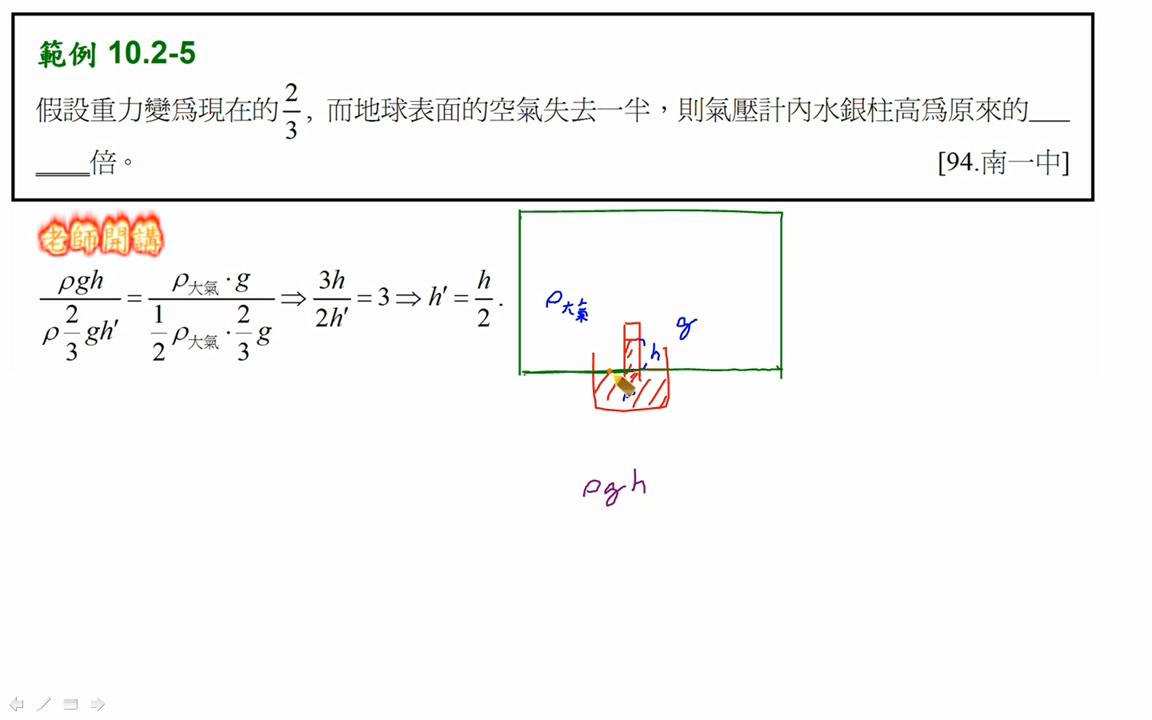 範例 10.2-5
假設重力變為現在的 2/3, 而地球表面的空氣失去一半,則氣壓計內水銀柱高為原來的___
____倍。 [94.南一中]
老師開講
ρgh / (ρ 2/3 gh′) = (ρ大氣 · g) / (1/2 ρ大氣 · 2/3 g) ⇒ 3h / 2h′ = 3 ⇒ h′ = h/2 .
ρ大氣
g
h
ρgh